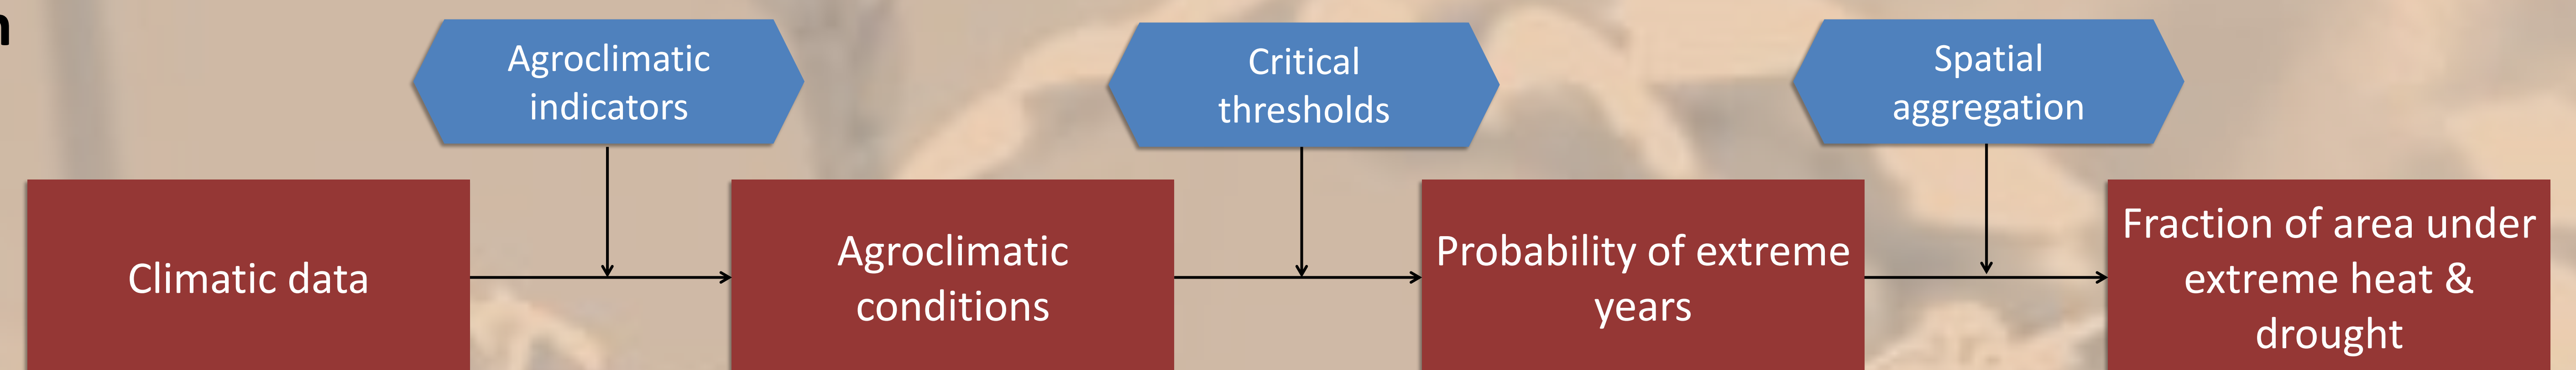 Agroclimatic
indicators
Critical
thresholds
Spatial
aggregation
Climatic data
Agroclimatic
conditions
Probability of extreme
years
Fraction of area under
extreme heat &
drought